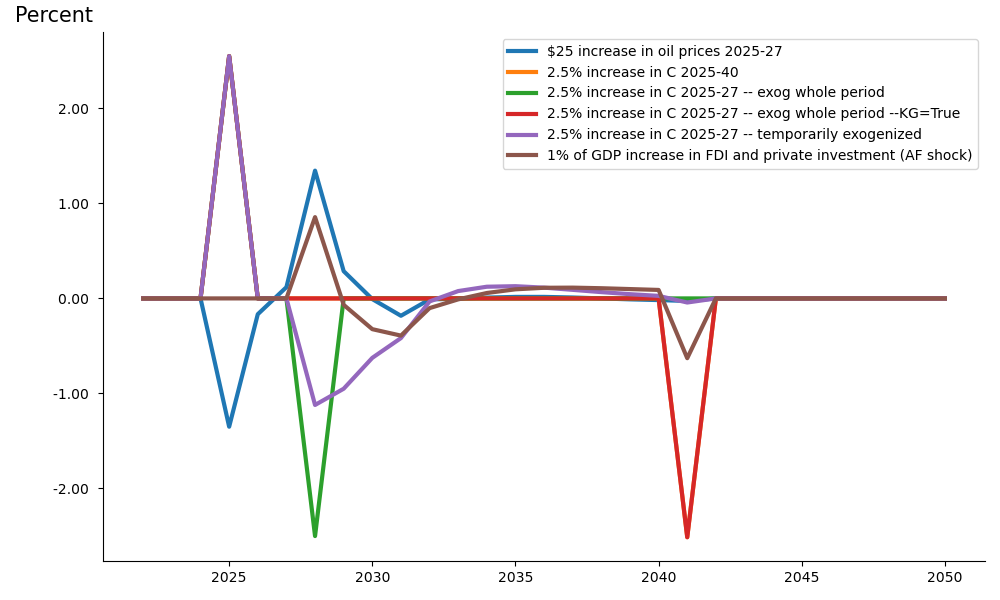 Percent
$25 increase in oil prices 2025-27
2.5% increase in C 2025-40
2.5% increase in C 2025-27 -- exog whole period
2.5% increase in C 2025-27 -- exog whole period --KG=True
2.5% increase in C 2025-27 -- temporarily exogenized
1% of GDP increase in FDI and private investment (AF shock)
2.00
1.00
0.00
-1.00
-2.00
2025 2030 2035 2040 2045 2050